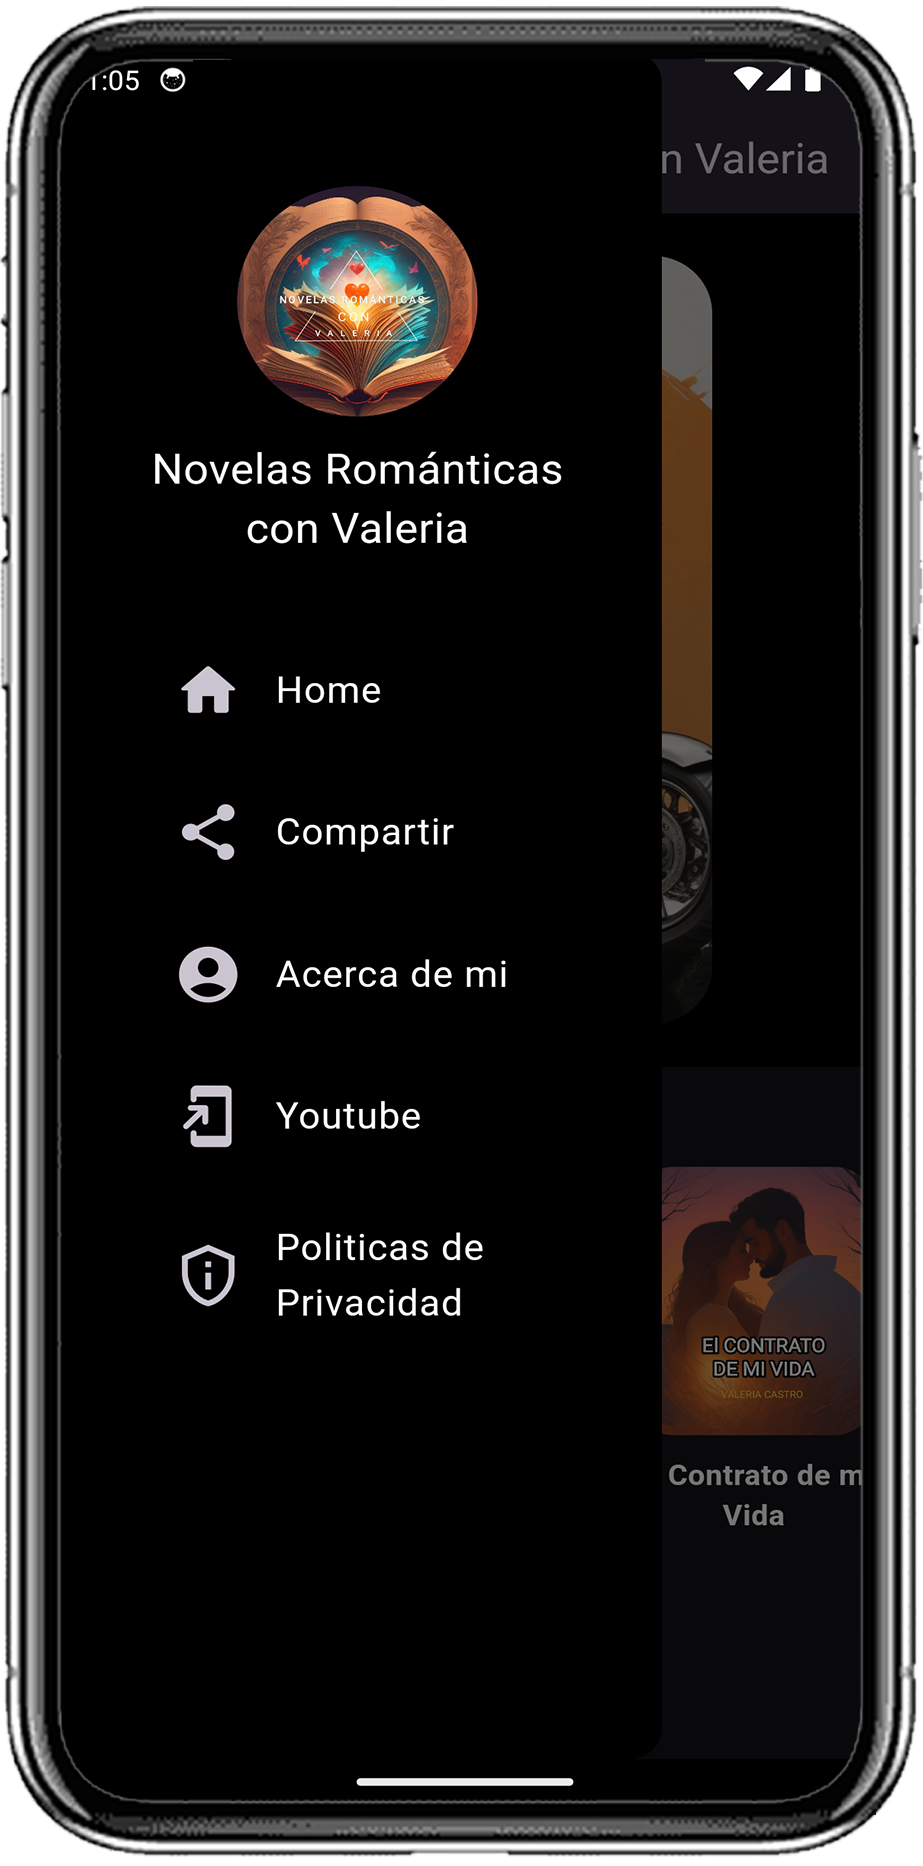 1:05
n Valeria
NOVELAS ROMÁNTICAS
CON
VALERIA
Novelas Románticas
con Valeria
Home
Compartir
Acerca de mi
Youtube
Politicas de
Privacidad
El CONTRATO
DE MI VIDA
VALERIA CASTRO
Contrato de m
Vida